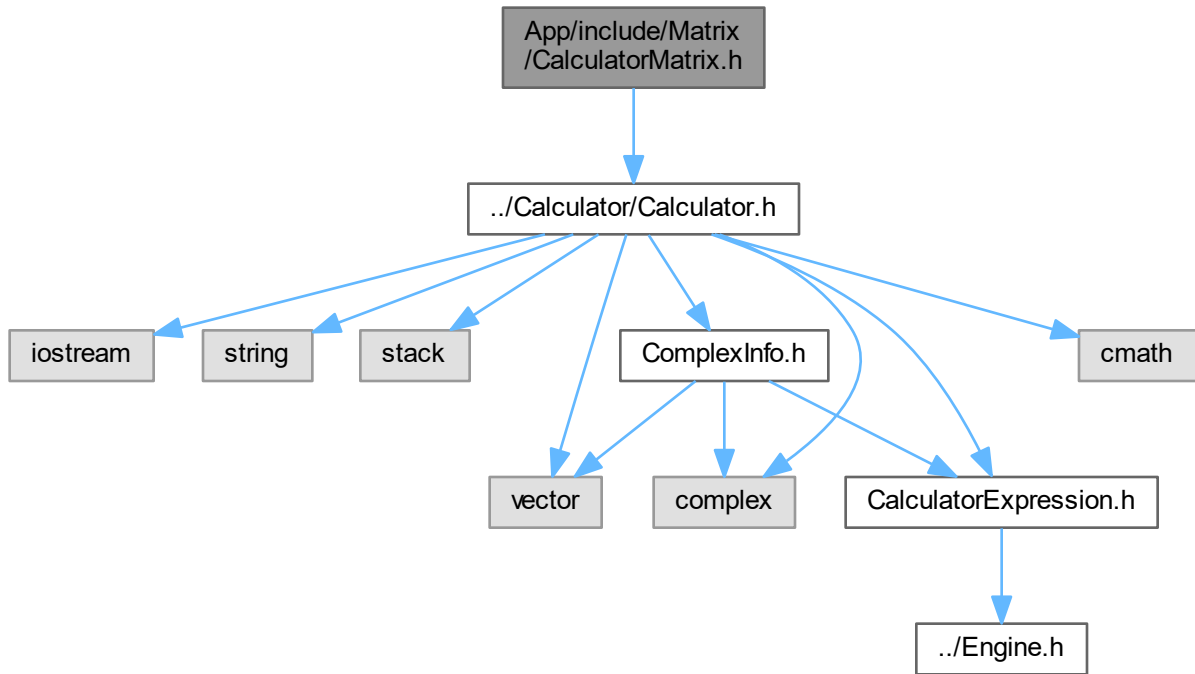 App/include/Matrix
/CalculatorMatrix.h
../Calculator/Calculator.h
iostream
string
stack
ComplexInfo.h
cmath
vector
complex
CalculatorExpression.h
../Engine.h